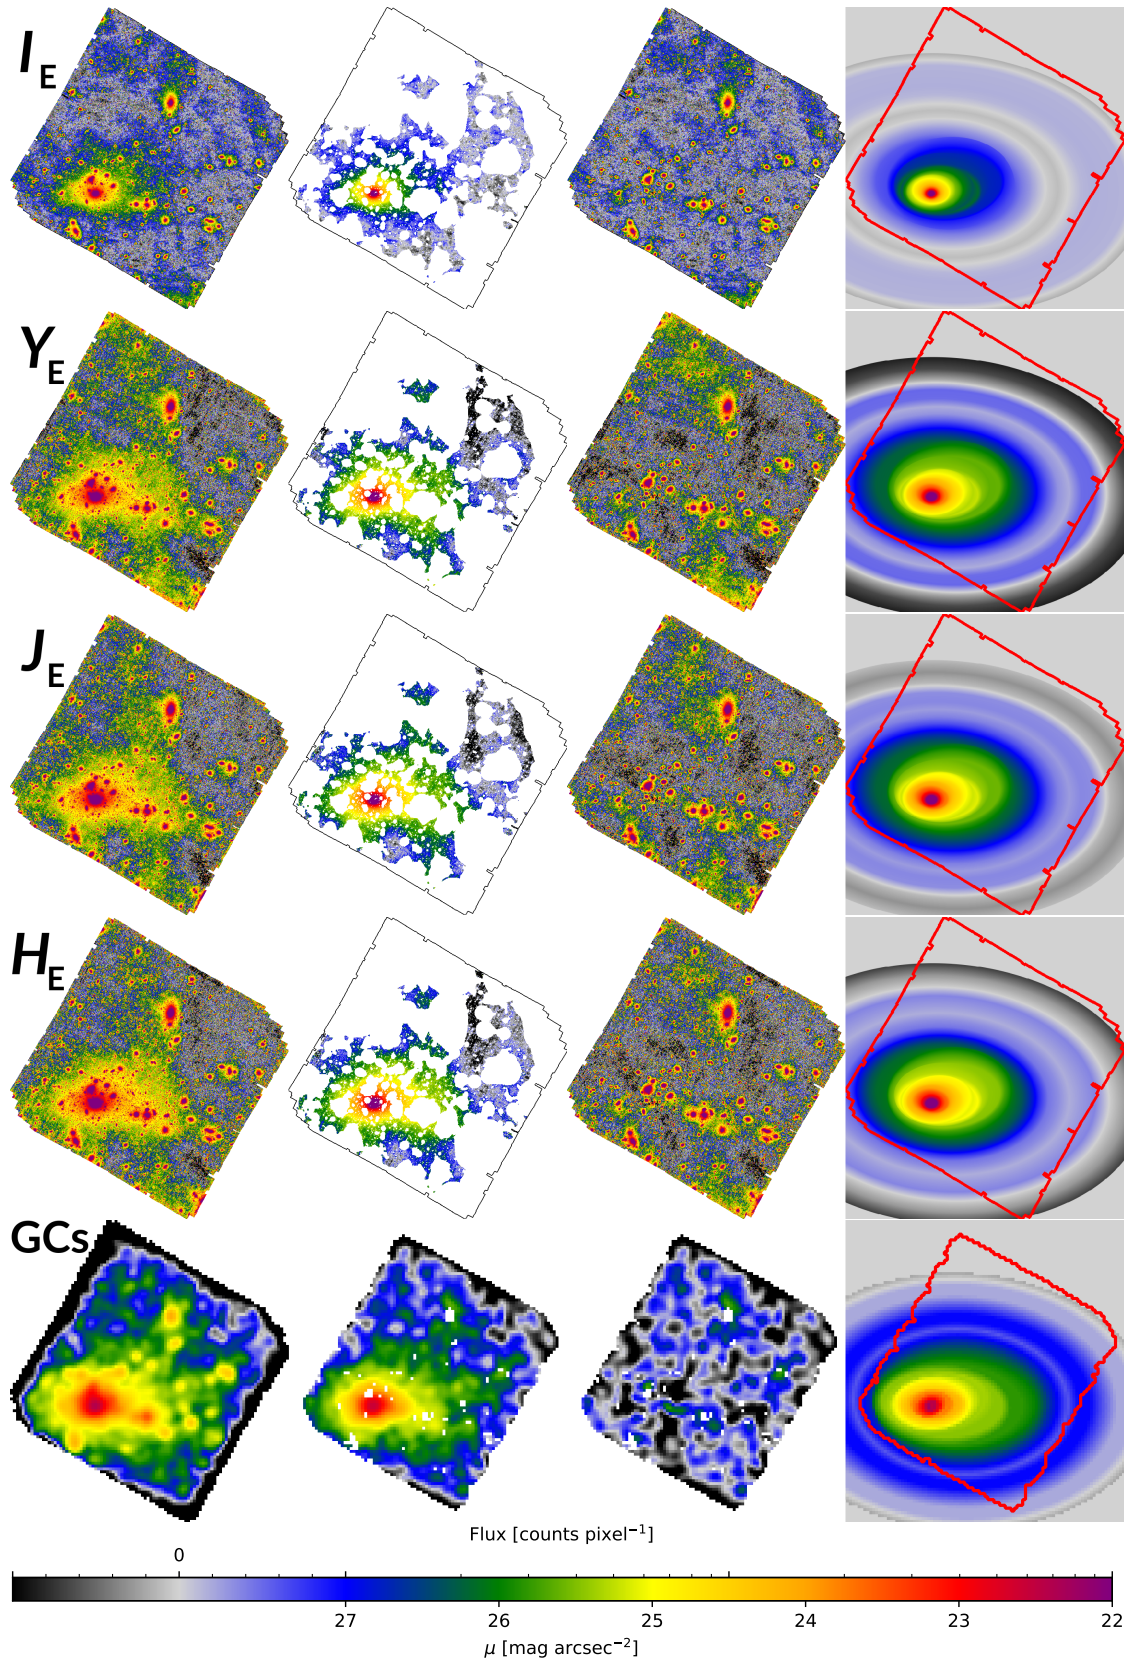 I_E
Y_E
J_E
H_E
GCs
Flux [counts pixel⁻¹]
0
27 26 25 24 23 22
μ [mag arcsec⁻²]